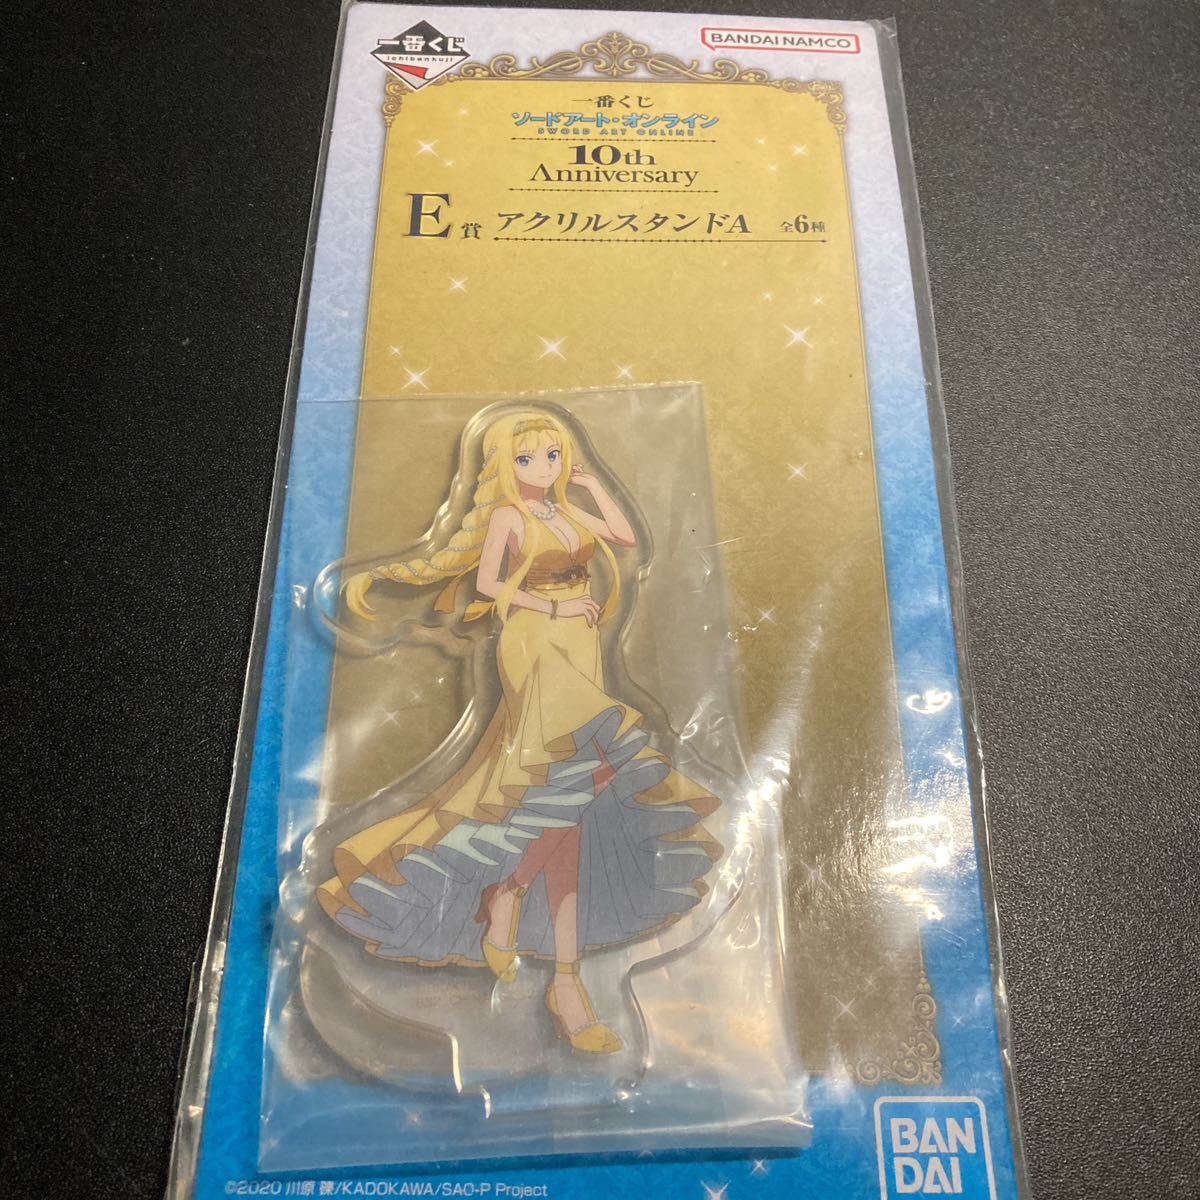 一番くじ
ichibankuji
BANDAI NAMCO
一番くじ
ソードアート・オンライン
SWORD ART ONLINE
10th
Anniversary
E賞 アクリルスタンドA 全6種
BAN
DAI
©2020 川原 礫/KADOKAWA/SAO-P Project